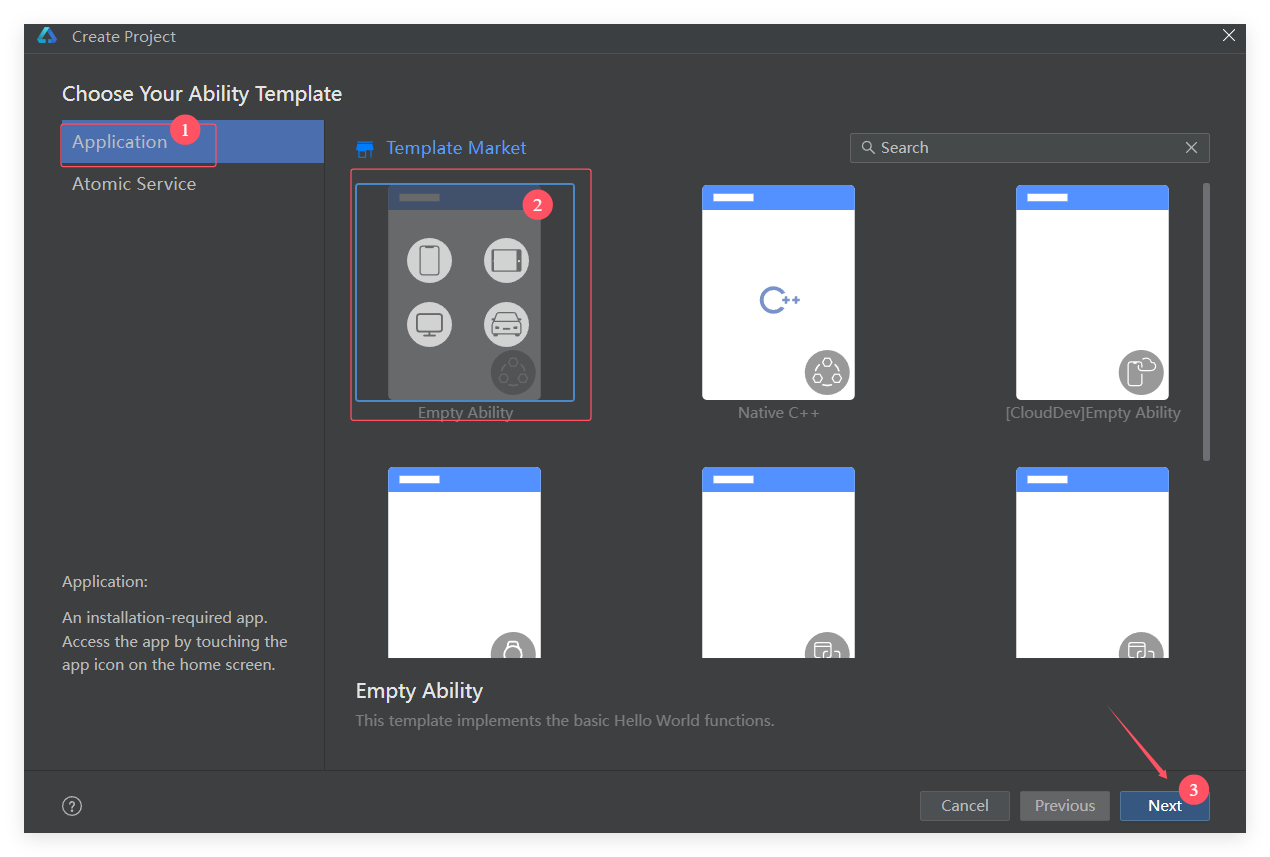 Create Project
Choose Your Ability Template
Application
1
Atomic Service
Template Market
Search
2
Empty Ability
C++
Native C++
[CloudDev]Empty Ability
Application:
An installation-required app.
Access the app by touching the
app icon on the home screen.
Empty Ability
This template implements the basic Hello World functions.
?
Cancel
Previous
Next
3